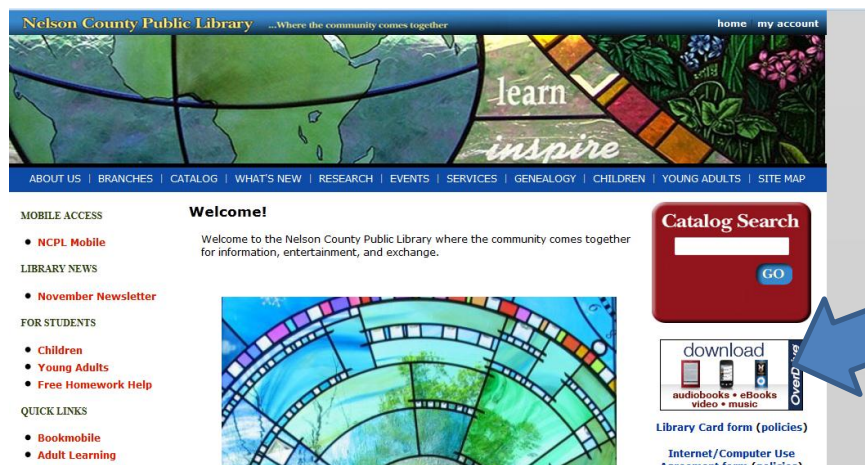 Nelson County Public Library ...Where the community comes together
home my account
learn
inspire
ABOUT US | BRANCHES | CATALOG | WHAT'S NEW | RESEARCH | EVENTS | SERVICES | GENEALOGY | CHILDREN | YOUNG ADULTS | SITE MAP
MOBILE ACCESS
NCPL Mobile
LIBRARY NEWS
November Newsletter
FOR STUDENTS
Children
Young Adults
Free Homework Help
QUICK LINKS
Bookmobile
Adult Learning
Welcome!
Welcome to the Nelson County Public Library where the community comes together
for information, entertainment, and exchange.
Catalog Search
GO
download
audiobooks • eBooks
video • music
OverDrive
Library Card form (policies)
Internet/Computer Use
Agreement form (policies)